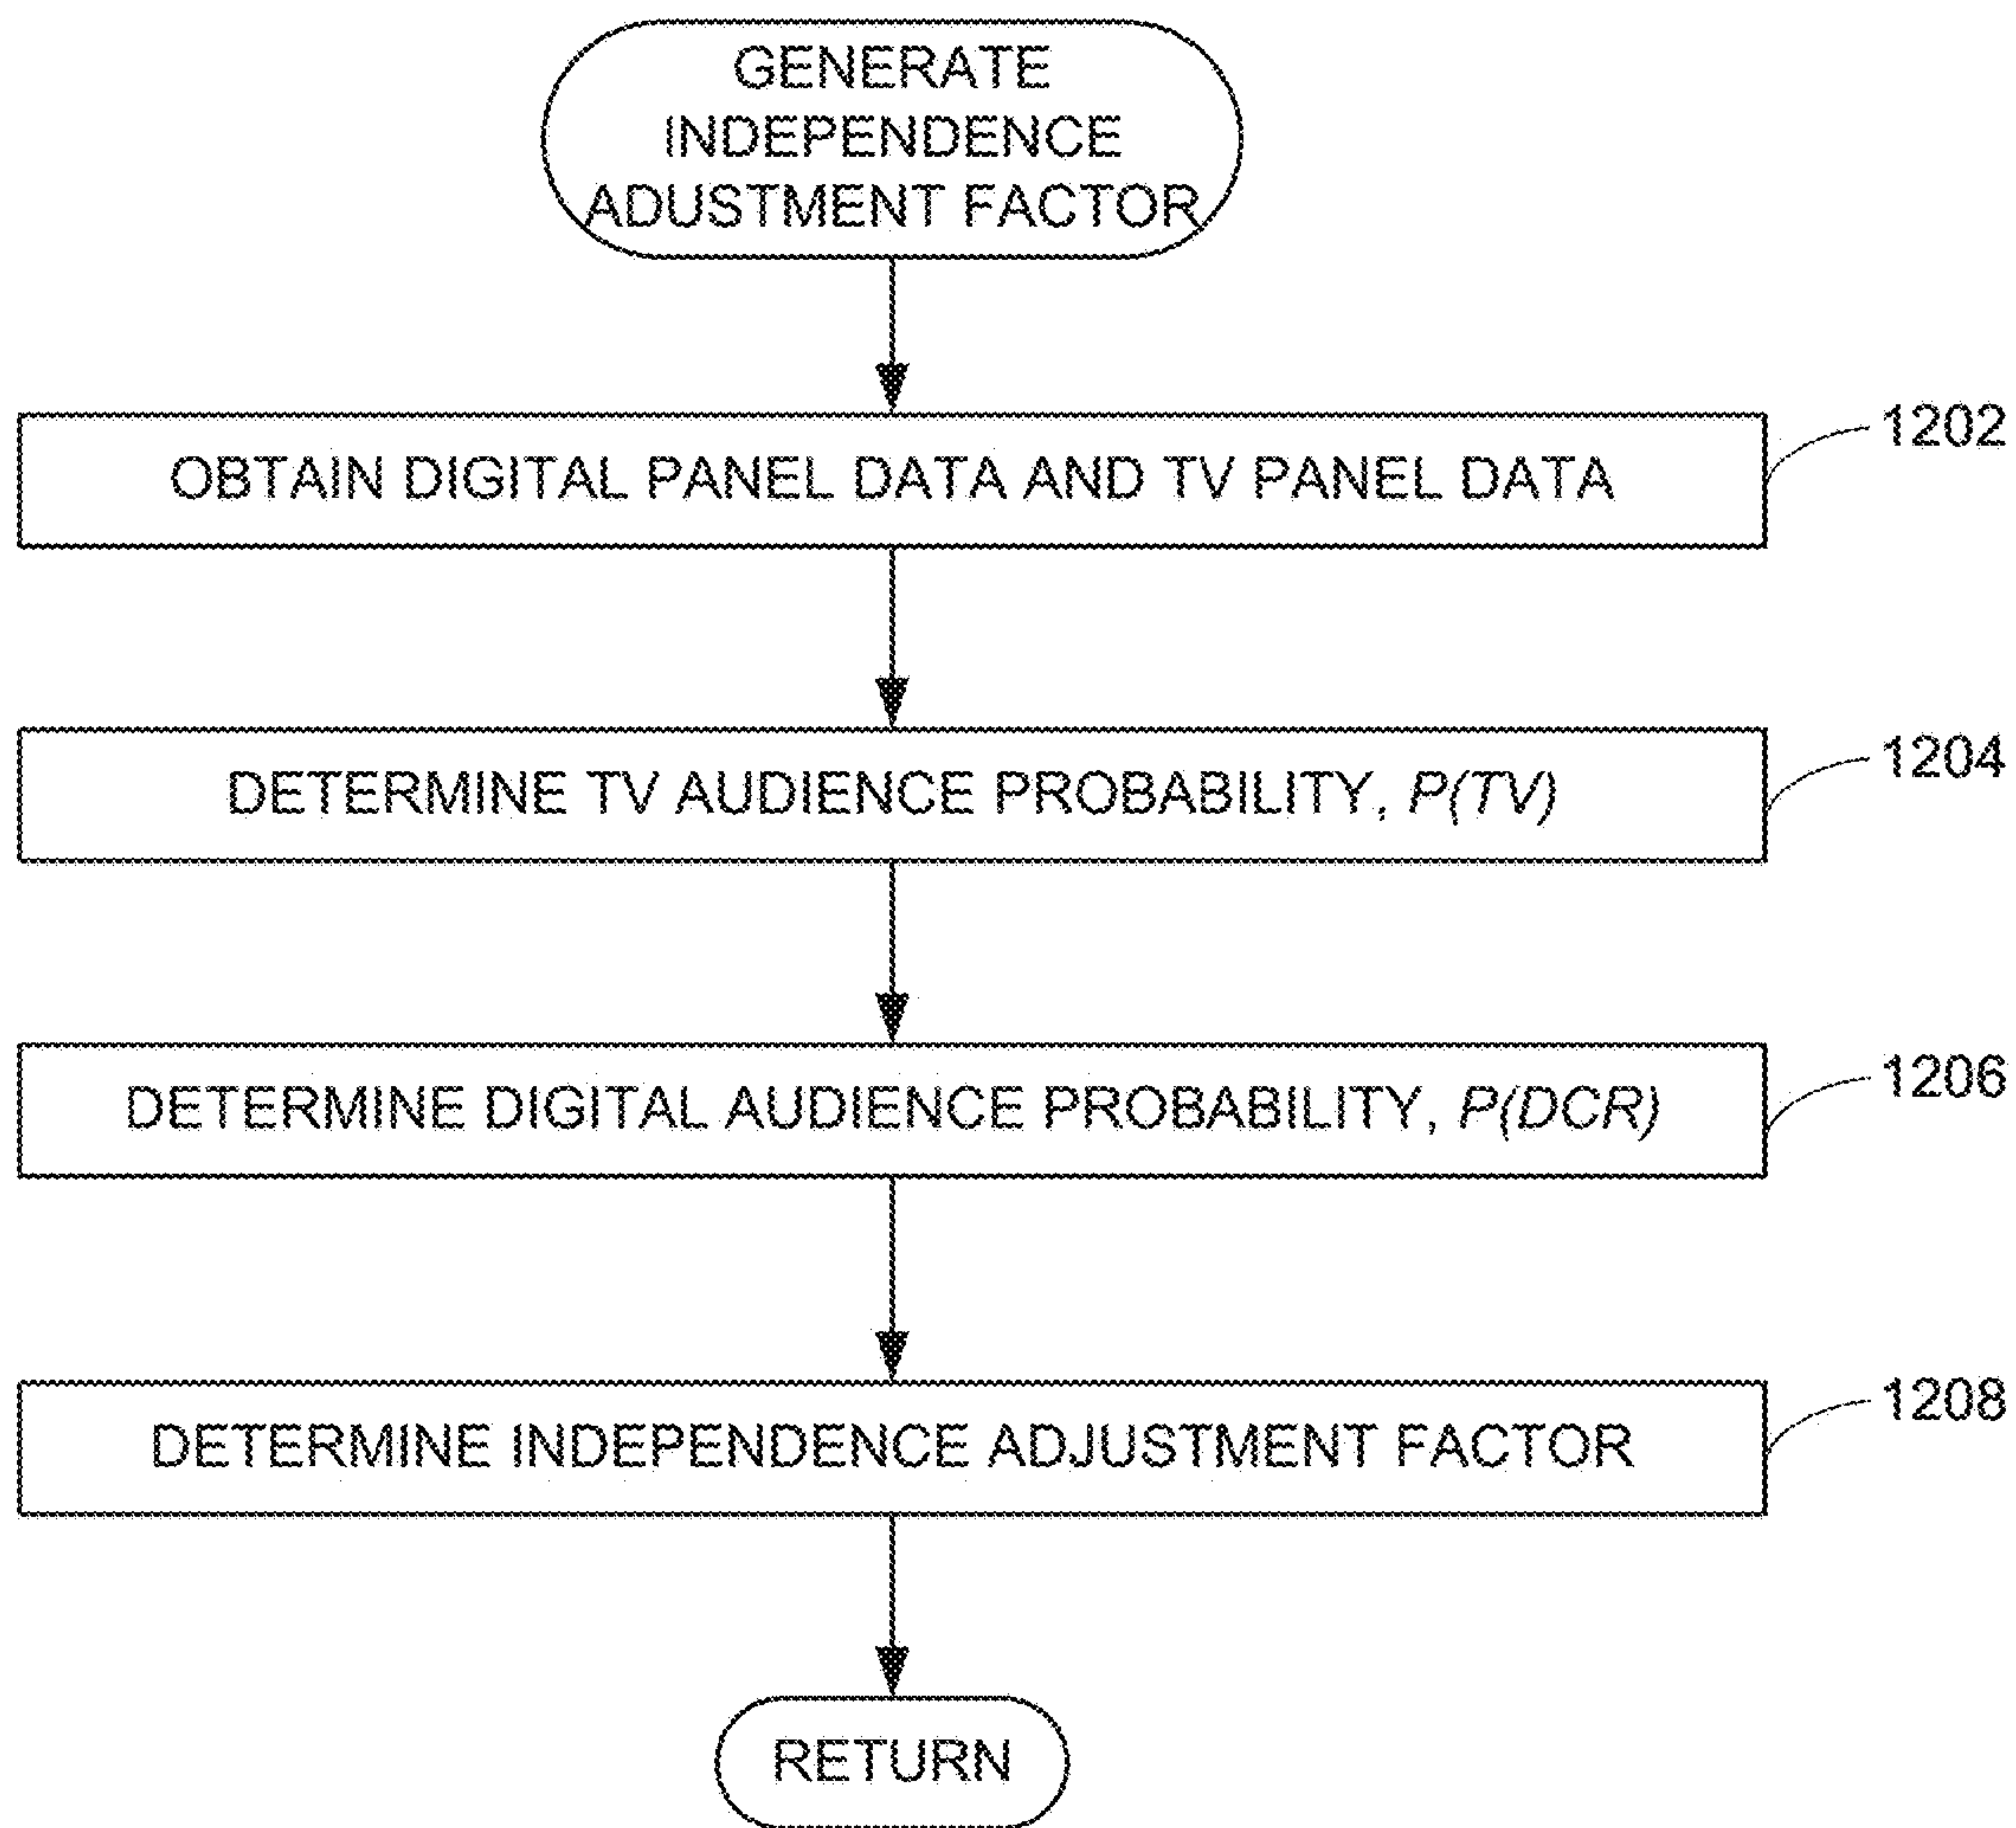 GENERATE
INDEPENDENCE
ADUSTMENT FACTOR
OBTAIN DIGITAL PANEL DATA AND TV PANEL DATA
1202
DETERMINE TV AUDIENCE PROBABILITY, P(TV)
1204
DETERMINE DIGITAL AUDIENCE PROBABILITY, P(DCR)
1206
DETERMINE INDEPENDENCE ADJUSTMENT FACTOR
1208
RETURN